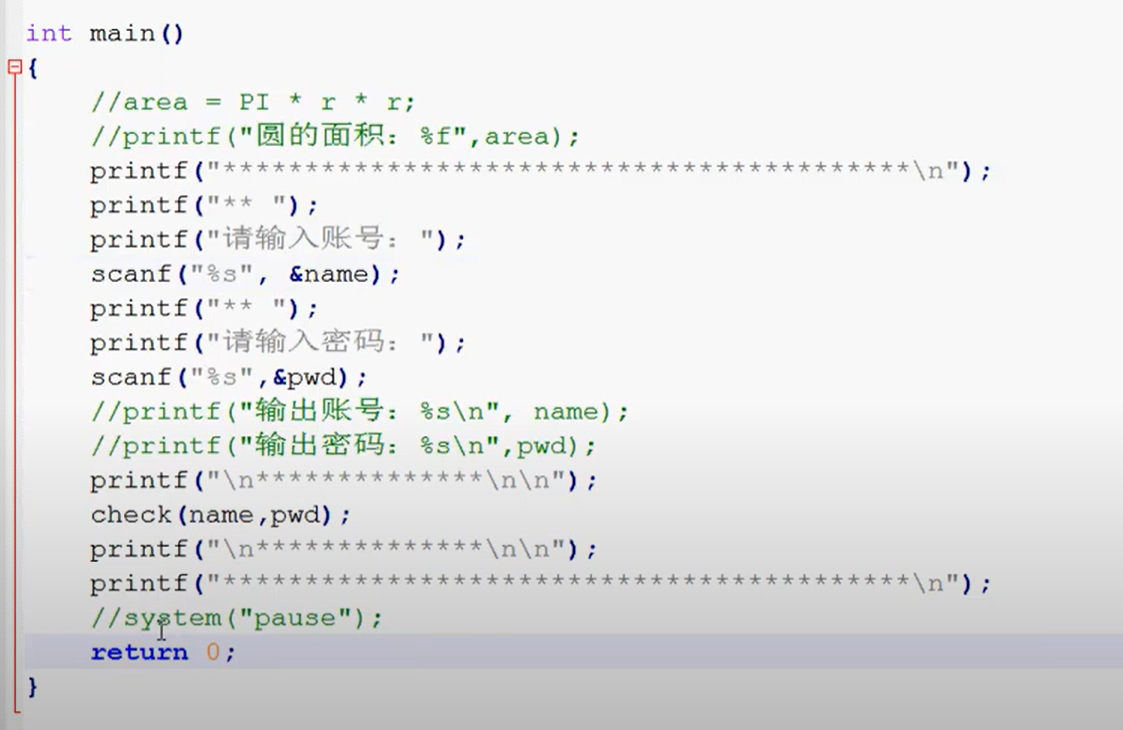 int main()
{
//area = PI * r * r;
//printf("圆的面积: %f",area);
printf("******************************************\n");
printf("** ");
printf("请输入账号: ");
scanf("%s", &name);
printf("** ");
printf("请输入密码: ");
scanf("%s",&pwd);
//printf("输出账号: %s\n", name);
//printf("输出密码: %s\n",pwd);
printf("\n**************\n\n");
check(name,pwd);
printf("\n**************\n\n");
printf("******************************************\n");
//system("pause");
return 0;
}